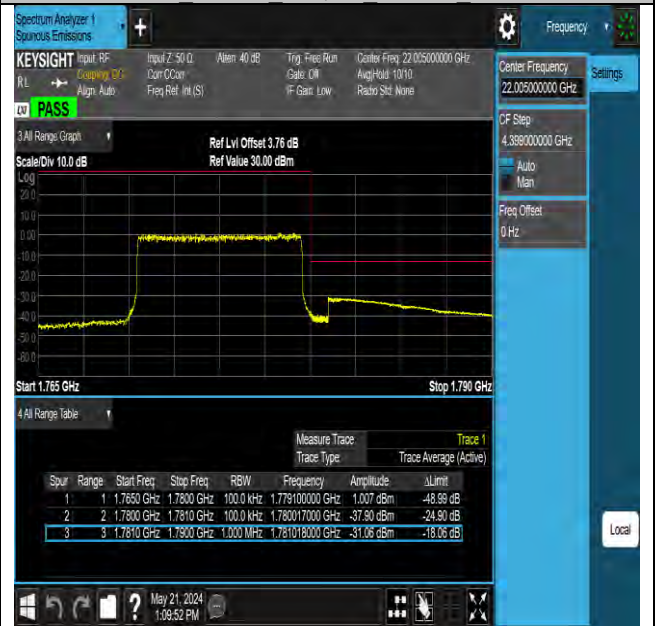 Spectrum Analyzer 1
Spurious Emissions
+
Frequency
KEYSIGHT
Input: RF
Coupling: DC
Align: Auto
Input Z: 50 Ω
Corr CCorr
Freq Ref: Int (S)
Atten: 40 dB
Trig: Free Run
Gate: Off
IF Gain: Low
Center Freq: 22.005000000 GHz
Avg|Hold: 10/10
Radio Std: None
RL
LXI
PASS
3 All Range Graph
Scale/Div 10.0 dB
Ref Lvl Offset 3.76 dB
Ref Value 30.00 dBm
Log
20.0
10.0
0.00
-10.0
-20.0
-30.0
-40.0
-50.0
-60.0
Start 1.765 GHz
Stop 1.790 GHz
4 All Range Table
Measure Trace Trace 1
Trace Type Trace Average (Active)
Spur Range Start Freq Stop Freq RBW Frequency Amplitude ΔLimit
1 1 1.7650 GHz 1.7800 GHz 100.0 kHz 1.779100000 GHz 1.007 dBm -48.99 dB
2 2 1.7800 GHz 1.7810 GHz 100.0 kHz 1.780017000 GHz -37.90 dBm -24.90 dB
3 3 1.7810 GHz 1.7900 GHz 1.000 MHz 1.781018000 GHz -31.06 dBm -18.06 dB
?
May 21, 2024
1:09:52 PM
Center Frequency
22.005000000 GHz
Settings
CF Step
4.399000000 GHz
Auto
Man
Freq Offset
0 Hz
Local